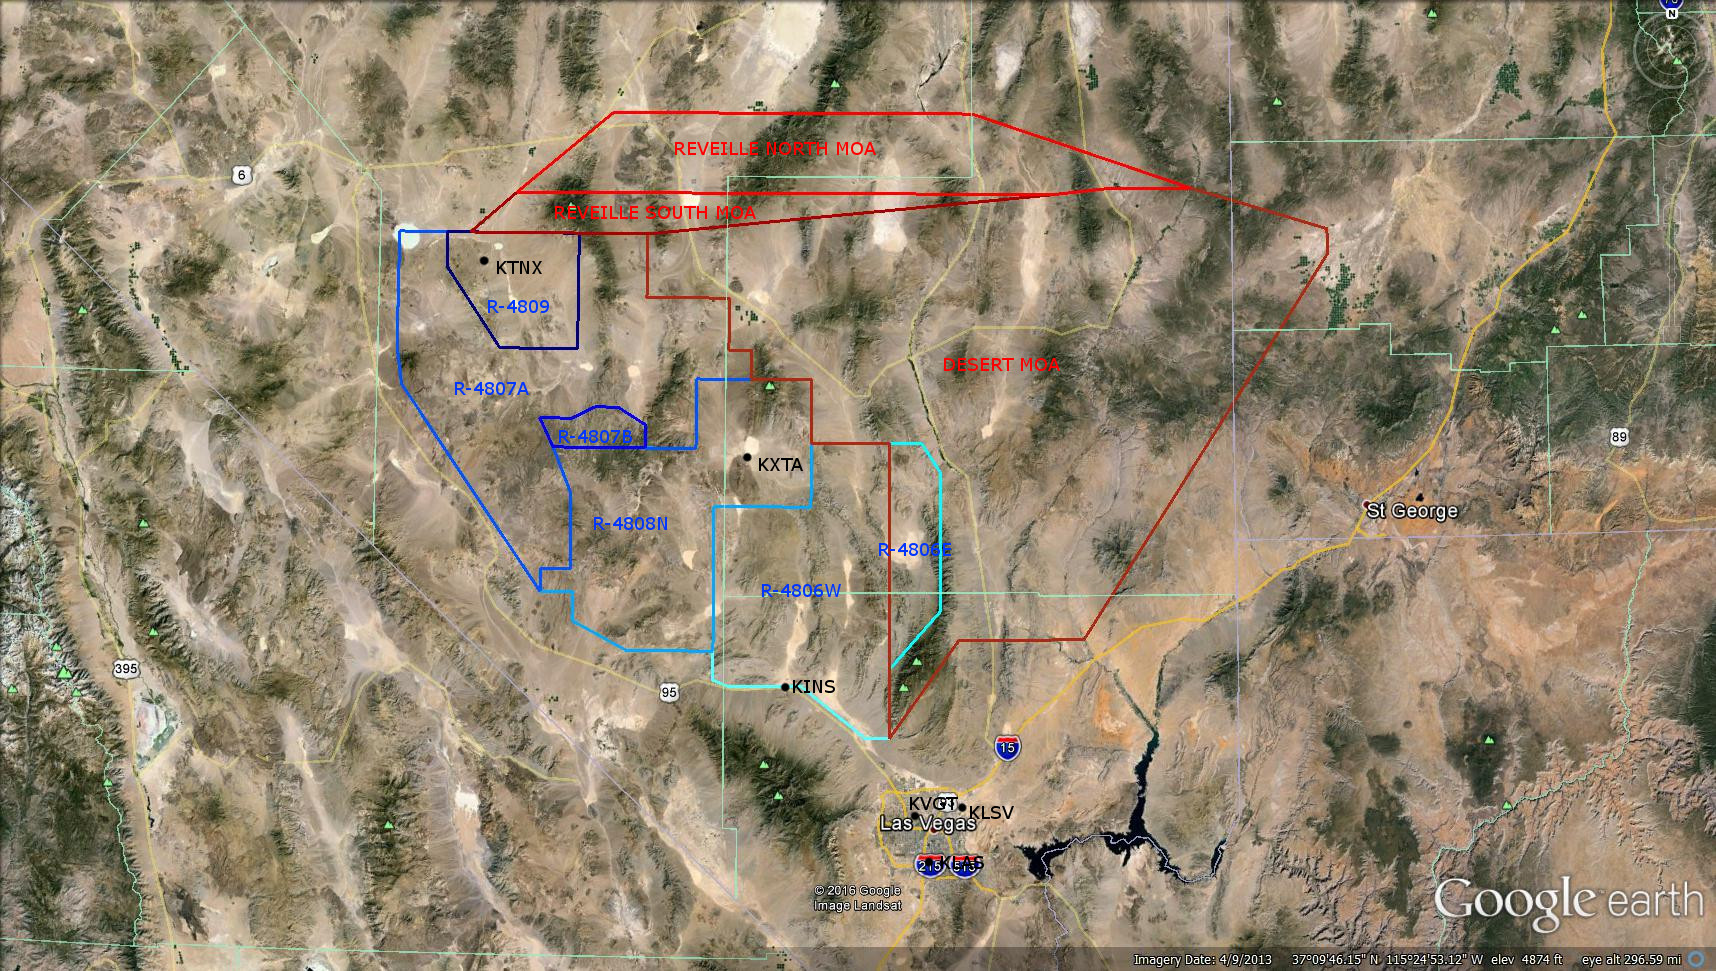 N
6
REVEILLE NORTH MOA
REVEILLE SOUTH MOA
KTNX
R-4809
DESERT MOA
R-4807A
R-4807B
89
KXTA
St George
R-4808N
R-4806E
R-4806W
395
95
KINS
15
KVGT
KLSV
Las Vegas
215
515
KLAS
© 2016 Google
Image Landsat
Google earth
Imagery Date: 4/9/2013 37°09'46.15" N 115°24'53.12" W elev 4874 ft eye alt 296.59 mi